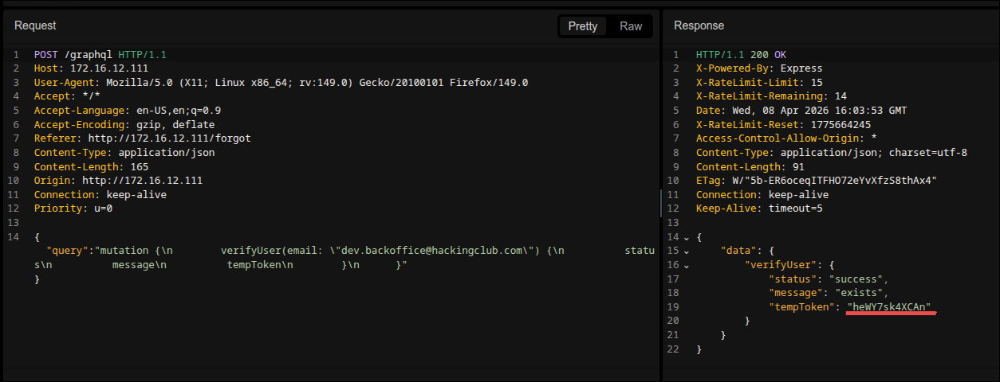 Request
Pretty
Raw
1 POST /graphql HTTP/1.1
2 Host: 172.16.12.111
3 User-Agent: Mozilla/5.0 (X11; Linux x86_64; rv:149.0) Gecko/20100101 Firefox/149.0
4 Accept: */*
5 Accept-Language: en-US,en;q=0.9
6 Accept-Encoding: gzip, deflate
7 Referer: http://172.16.12.111/forgot
8 Content-Type: application/json
9 Content-Length: 165
10 Origin: http://172.16.12.111
11 Connection: keep-alive
12 Priority: u=0
13
14 {
"query":"mutation {\n        verifyUser(email: \"dev.backoffice@hackingclub.com\") {\n          statu
s\n          message\n          tempToken\n        }\n      }"
}
Response
1 HTTP/1.1 200 OK
2 X-Powered-By: Express
3 X-RateLimit-Limit: 15
4 X-RateLimit-Remaining: 14
5 Date: Wed, 08 Apr 2026 16:03:53 GMT
6 X-RateLimit-Reset: 1775664245
7 Access-Control-Allow-Origin: *
8 Content-Type: application/json; charset=utf-8
9 Content-Length: 91
10 ETag: W/"5b-ER6oceqITFHO72eYvXfzS8thAx4"
11 Connection: keep-alive
12 Keep-Alive: timeout=5
13
14 {
15 "data": {
16 "verifyUser": {
17 "status": "success",
18 "message": "exists",
19 "tempToken": "heWY7sk4XCAn"
20 }
21 }
22 }